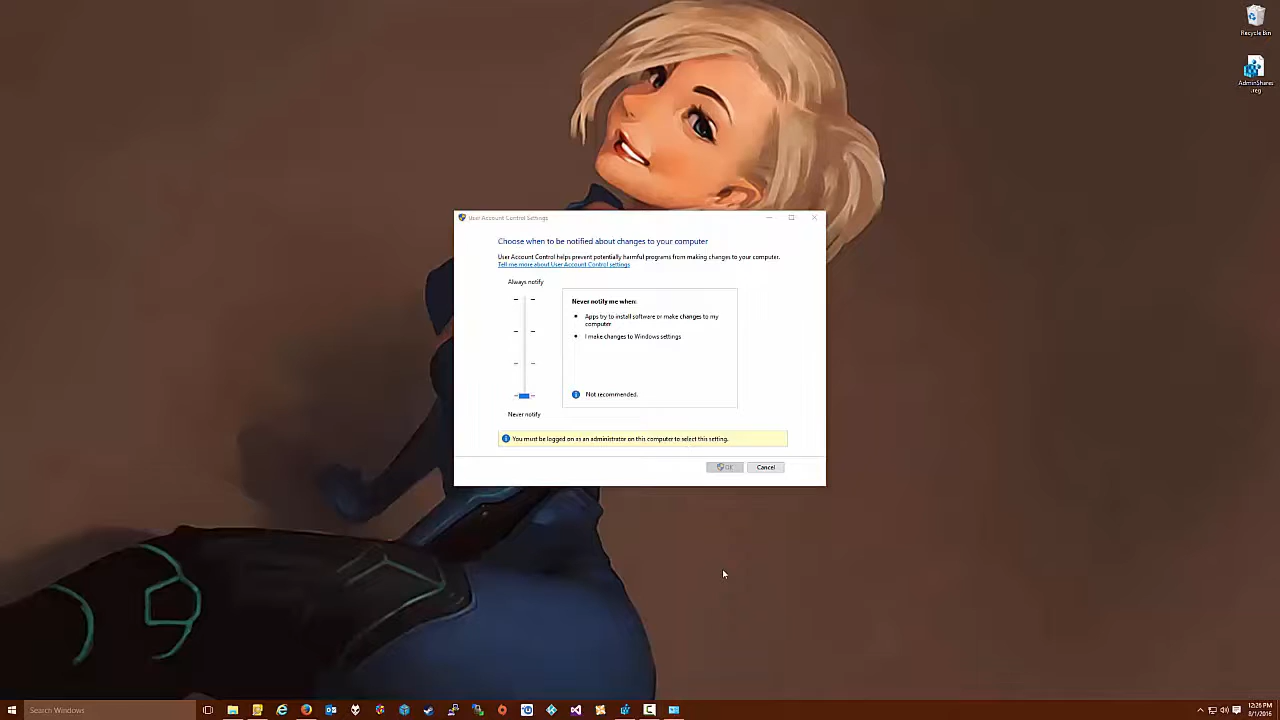 Recycle Bin
AdminShares
.reg
User Account Control Settings
Choose when to be notified about changes to your computer
User Account Control helps prevent potentially harmful programs from making changes to your computer.
Tell me more about User Account Control settings
Always notify
Never notify me when:
Apps try to install software or make changes to my
computer
I make changes to Windows settings
Not recommended.
Never notify
You must be logged on as an administrator on this computer to select this setting.
OK
Cancel
Search Windows
12:26 PM
8/1/2016